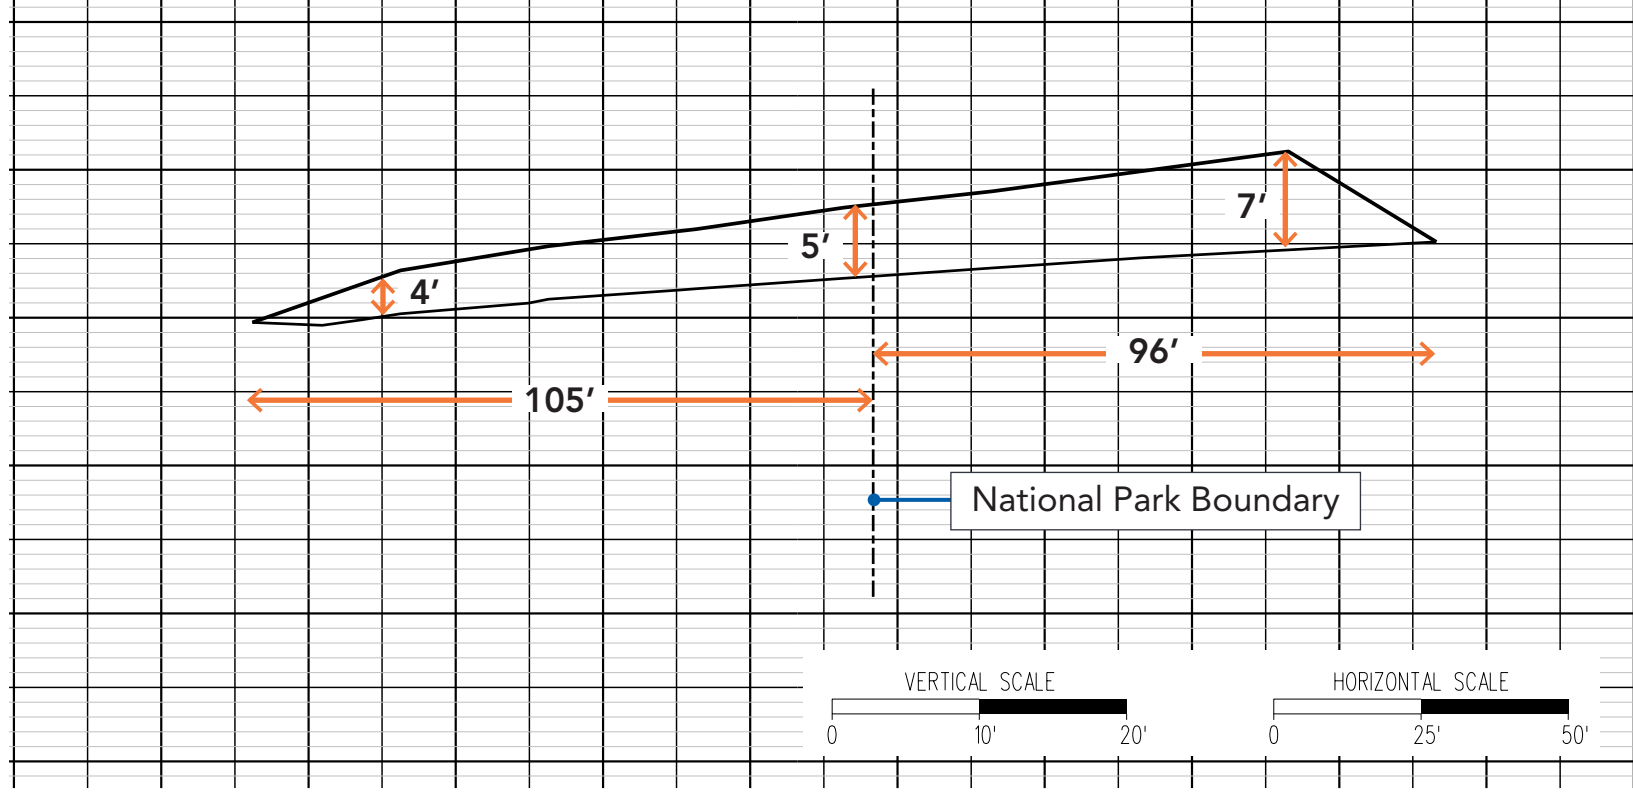 7′
5′
4′
96′
105′
National Park Boundary
VERTICAL SCALE
0 10' 20'
HORIZONTAL SCALE
0 25' 50'